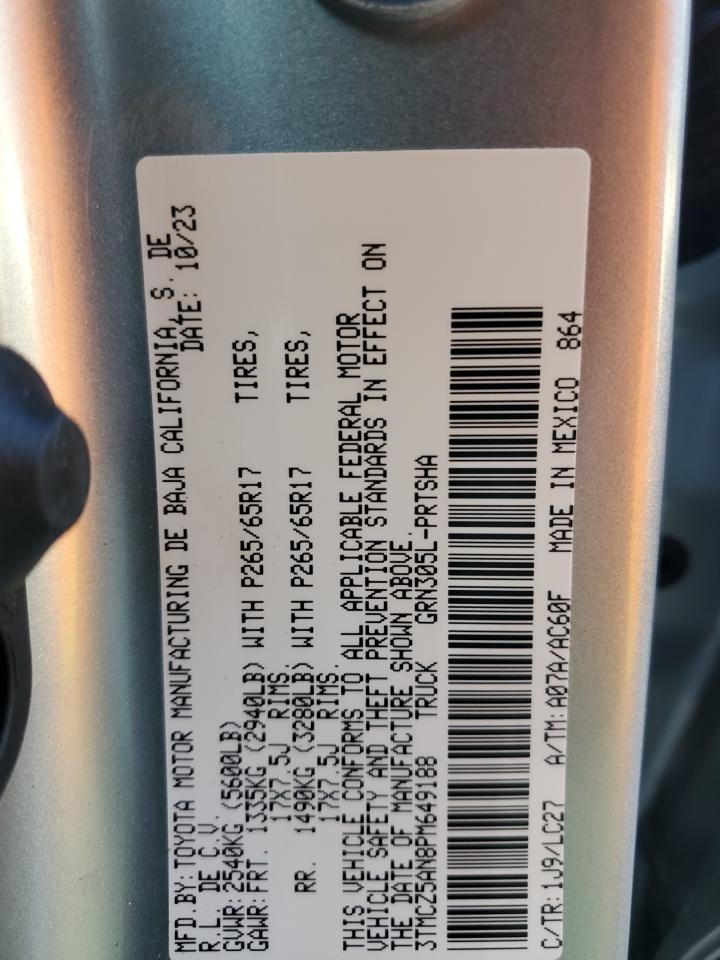 MFD.BY:TOYOTA MOTOR MANUFACTURING DE BAJA CALIFORNIA,S. DE
R.L. DE C.V. DATE: 10/23
GVWR:2540KG (5600LB)
GAWR:FRT. 1335KG (2940LB) WITH P265/65R17 TIRES,
17X7.5J RIMS.
RR. 1490KG (3280LB) WITH P265/65R17 TIRES,
17X7.5J RIMS.
THIS VEHICLE CONFORMS TO ALL APPLICABLE FEDERAL MOTOR
VEHICLE SAFETY AND THEFT PREVENTION STANDARDS IN EFFECT ON
THE DATE OF MANUFACTURE SHOWN ABOVE.
3TMCZ5AN8PM649188 TRUCK GRN305L-PRTSHA
C/TR:1J9/LC27 A/TM:A07A/AC60F MADE IN MEXICO 864